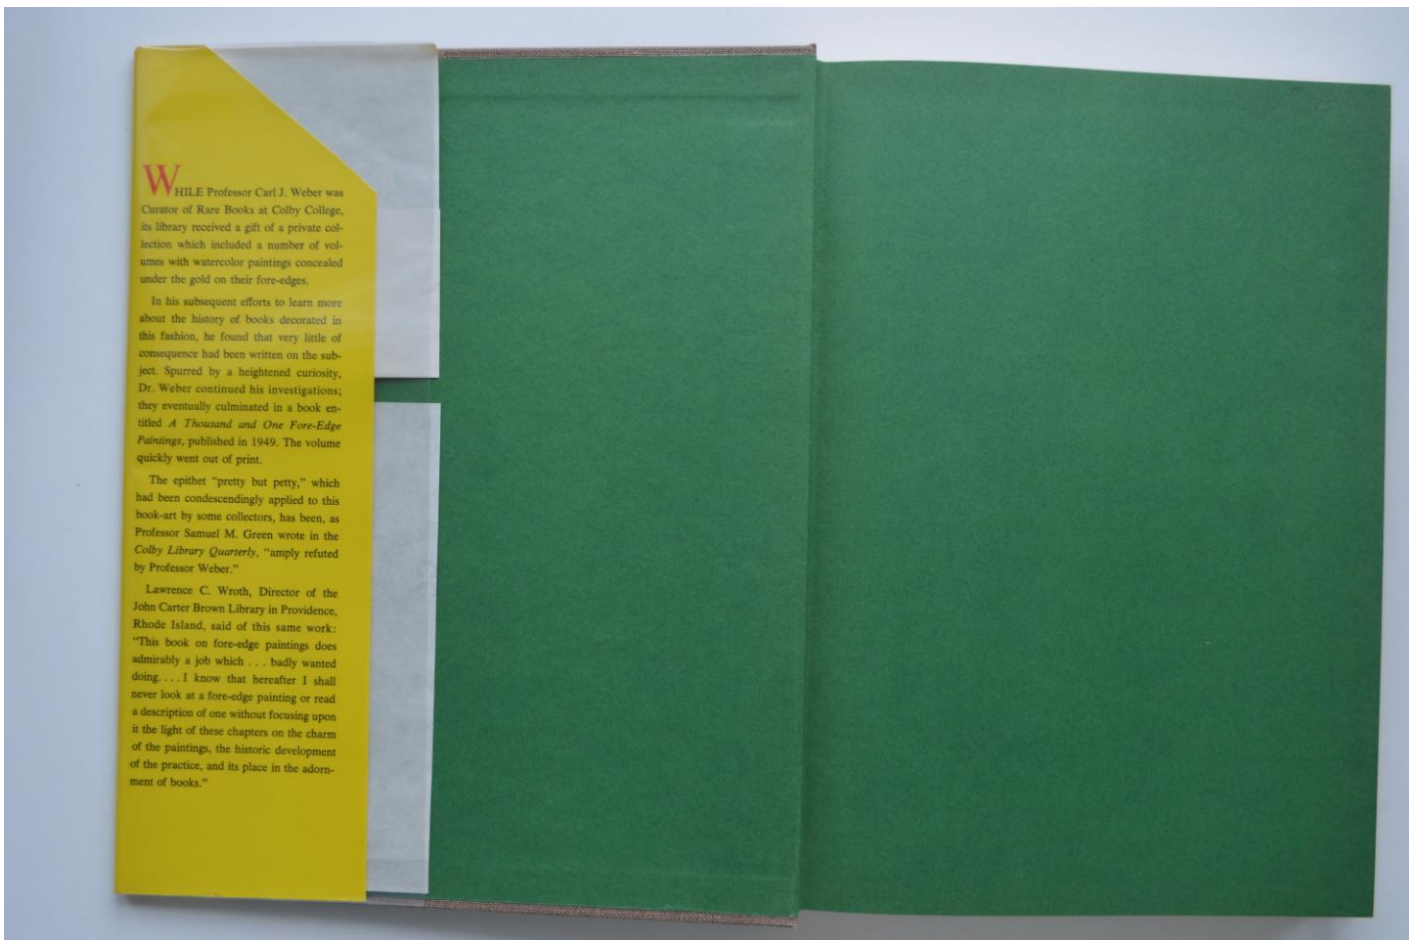 WHILE Professor Carl J. Weber was
Curator of Rare Books at Colby College,
its library received a gift of a private col-
lection which included a number of vol-
umes with watercolor paintings concealed
under the gold on their fore-edges.
In his subsequent efforts to learn more
about the history of books decorated in
this fashion, he found that very little of
consequence had been written on the sub-
ject. Spurred by a heightened curiosity,
Dr. Weber continued his investigations;
they eventually culminated in a book en-
titled A Thousand and One Fore-Edge
Paintings, published in 1949. The volume
quickly went out of print.
The epithet “pretty but petty,” which
had been condescendingly applied to this
book-art by some collectors, has been, as
Professor Samuel M. Green wrote in the
Colby Library Quarterly, “amply refuted
by Professor Weber.”
Lawrence C. Wroth, Director of the
John Carter Brown Library in Providence,
Rhode Island, said of this same work:
“This book on fore-edge paintings does
admirably a job which . . . badly wanted
doing. . . . I know that hereafter I shall
never look at a fore-edge painting or read
a description of one without focusing upon
it the light of these chapters on the charm
of the paintings, the historic development
of the practice, and its place in the adorn-
ment of books.”